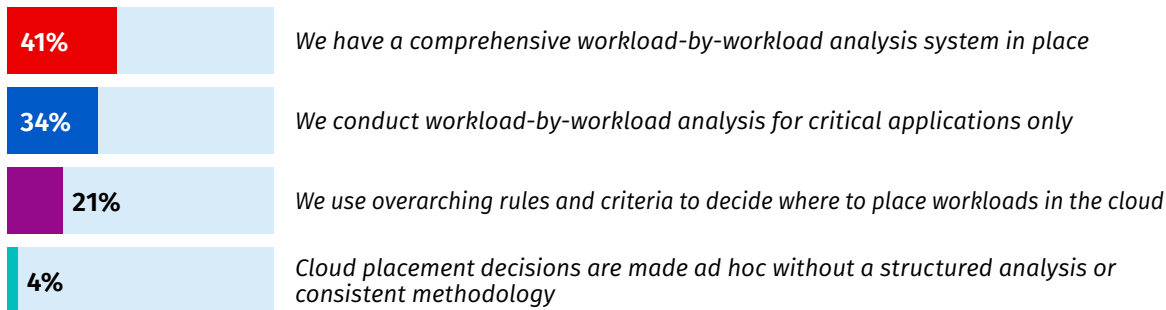 41%
We have a comprehensive workload-by-workload analysis system in place
34%
We conduct workload-by-workload analysis for critical applications only
21%
We use overarching rules and criteria to decide where to place workloads in the cloud
4%
Cloud placement decisions are made ad hoc without a structured analysis or
consistent methodology